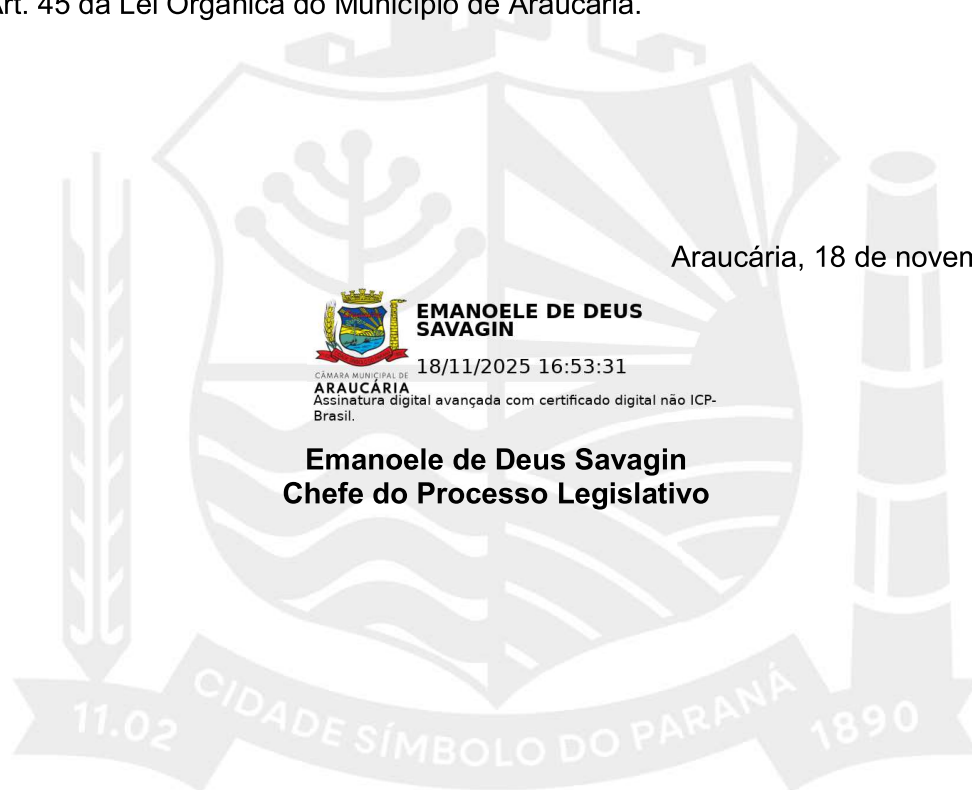 Art. 45 da Lei Orgânica do Município de Araucária.
Araucária, 18 de novem
EMANOELE DE DEUS
SAVAGIN
18/11/2025 16:53:31
CÂMARA MUNICIPAL DE
ARAUCÁRIA
Assinatura digital avançada com certificado digital não ICP-
Brasil.
Emanoele de Deus Savagin
Chefe do Processo Legislativo
11.02 CIDADE SÍMBOLO DO PARANÁ 1890